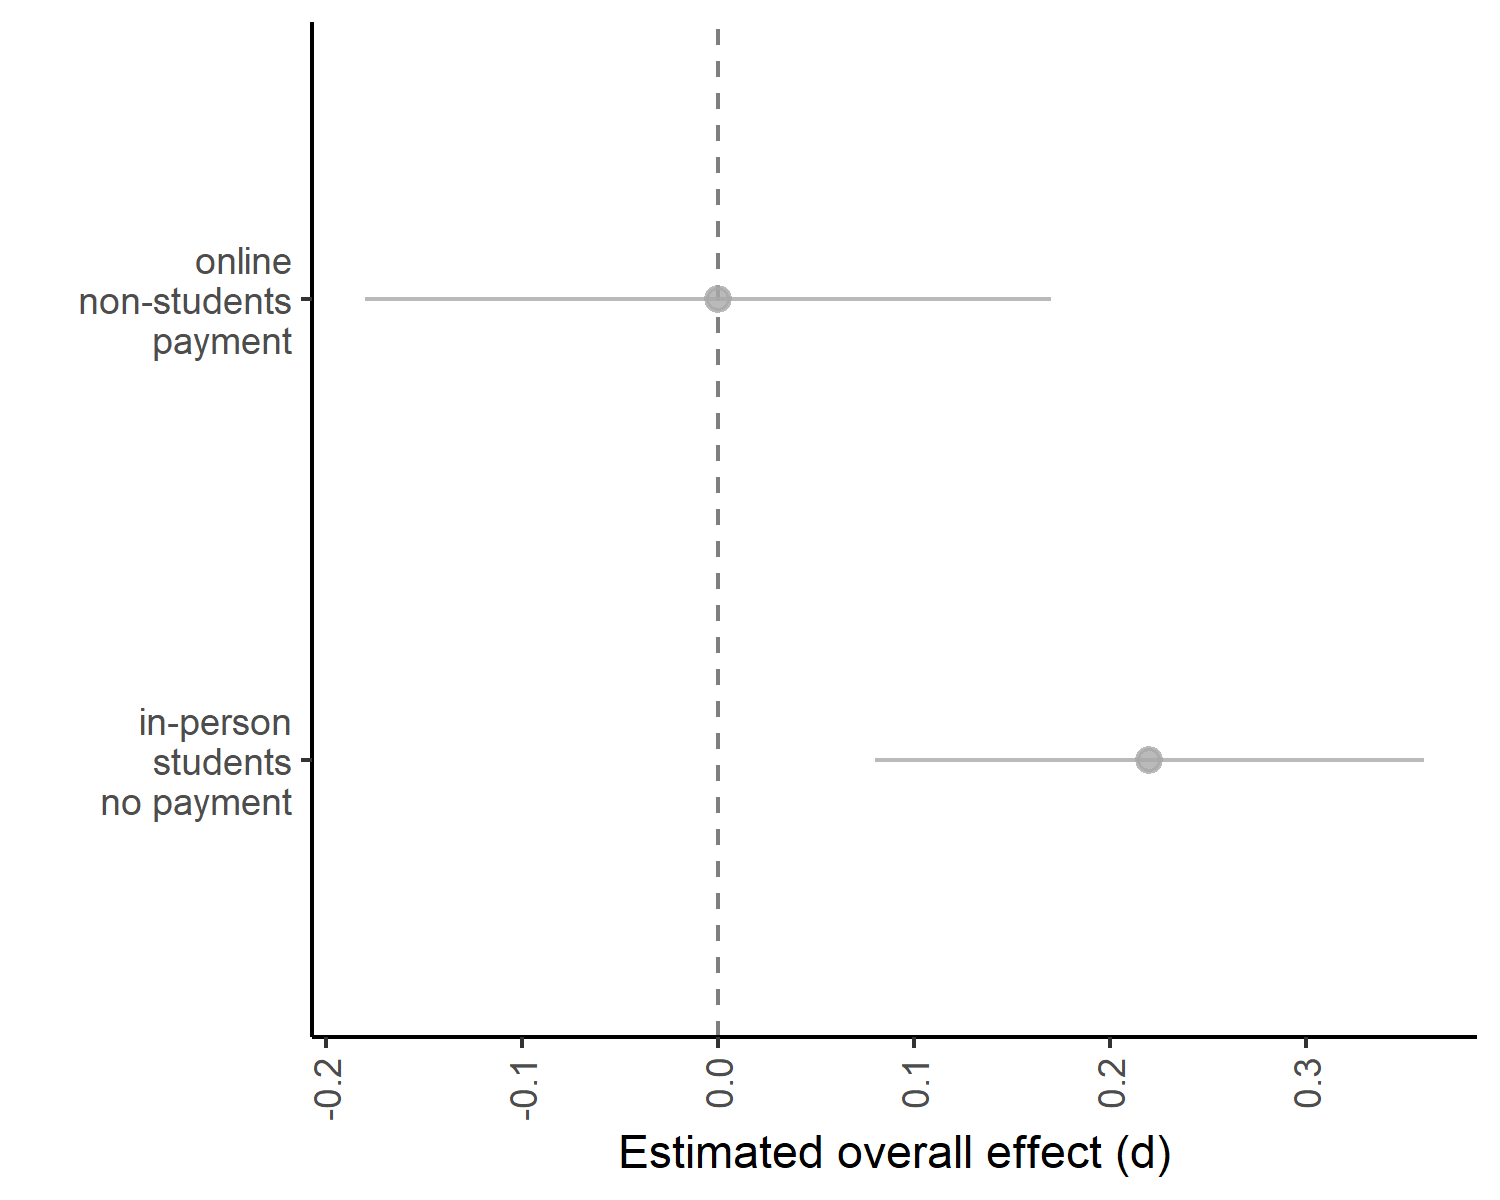 online
non-students
payment
in-person
students
no payment
-0.2
-0.1
0.0
0.1
0.2
0.3
Estimated overall effect (d)